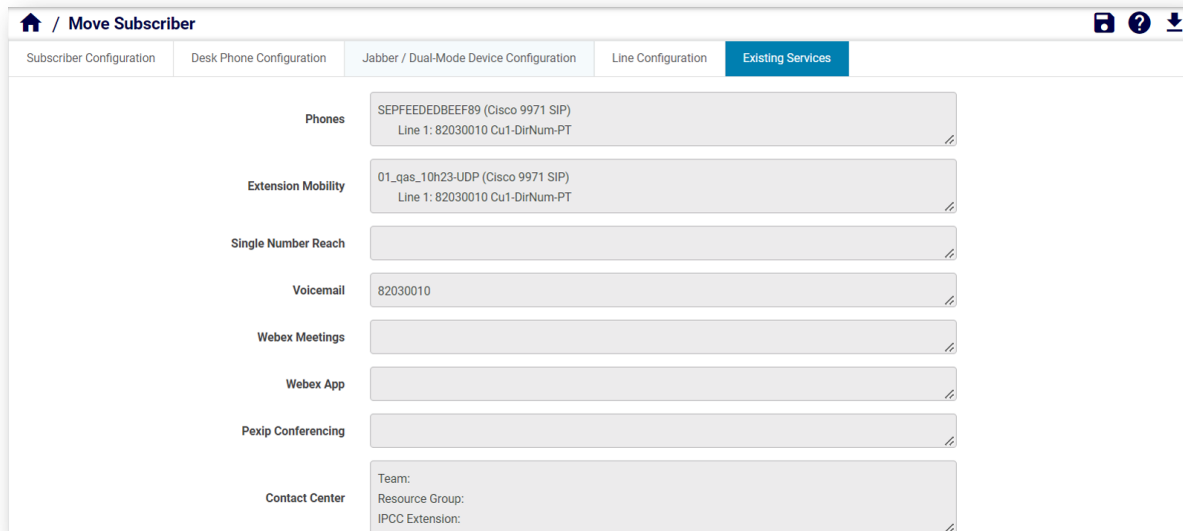 / Move Subscriber
Subscriber Configuration
Desk Phone Configuration
Jabber / Dual-Mode Device Configuration
Line Configuration
Existing Services
Phones
SEPFEEDEDBEEF89 (Cisco 9971 SIP)
Line 1: 82030010 Cu1-DirNum-PT
Extension Mobility
01_qas_10h23-UDP (Cisco 9971 SIP)
Line 1: 82030010 Cu1-DirNum-PT
Single Number Reach
Voicemail
82030010
Webex Meetings
Webex App
Pexip Conferencing
Contact Center
Team:
Resource Group:
IPCC Extension: